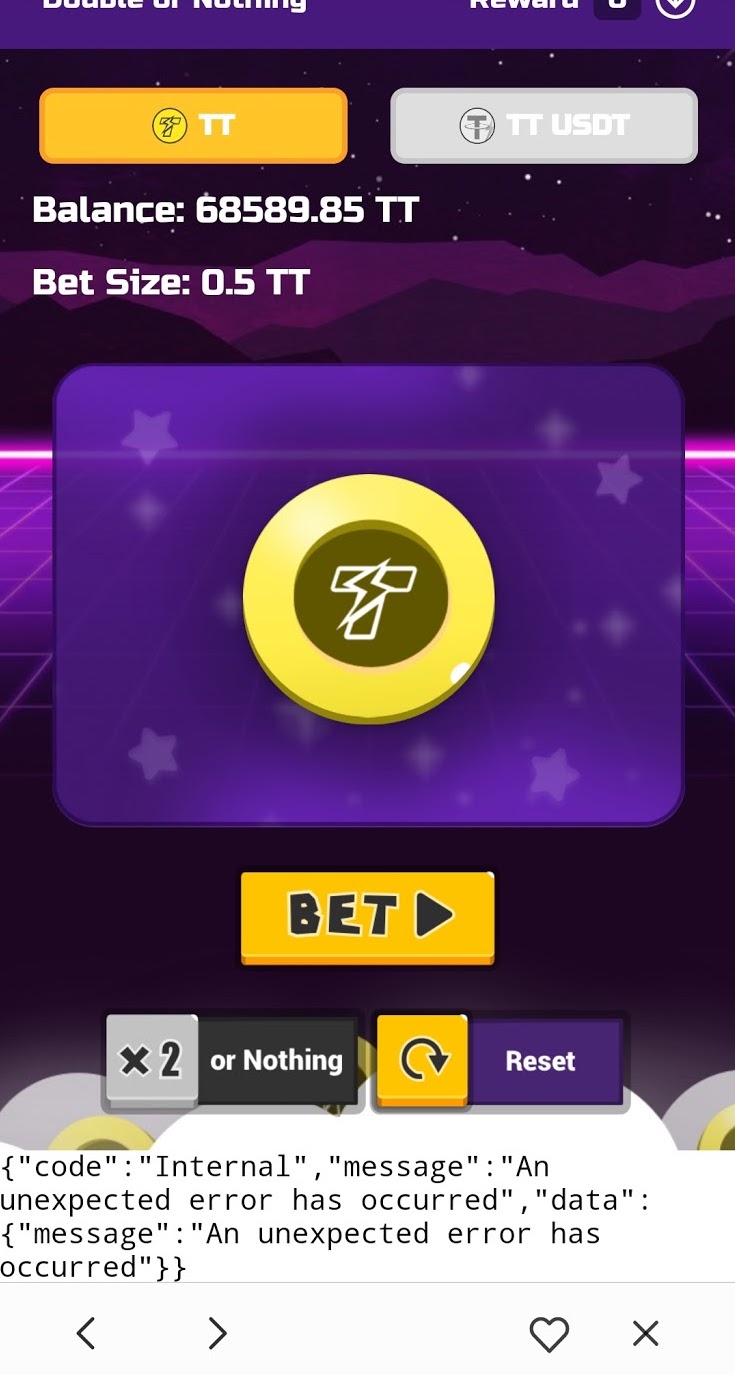 Double or Nothing Reward 0
TT TT USDT
Balance: 68589.85 TT
Bet Size: 0.5 TT
BET
×2 or Nothing Reset
{"code":"Internal","message":"An
unexpected error has occurred","data":
{"message":"An unexpected error has
occurred"}}